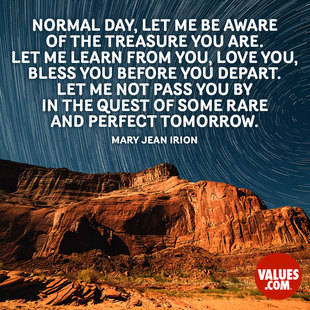 NORMAL DAY, LET ME BE AWARE
OF THE TREASURE YOU ARE.
LET ME LEARN FROM YOU, LOVE YOU,
BLESS YOU BEFORE YOU DEPART.
LET ME NOT PASS YOU BY
IN THE QUEST OF SOME RARE
AND PERFECT TOMORROW.
MARY JEAN IRION
VALUES
.COM